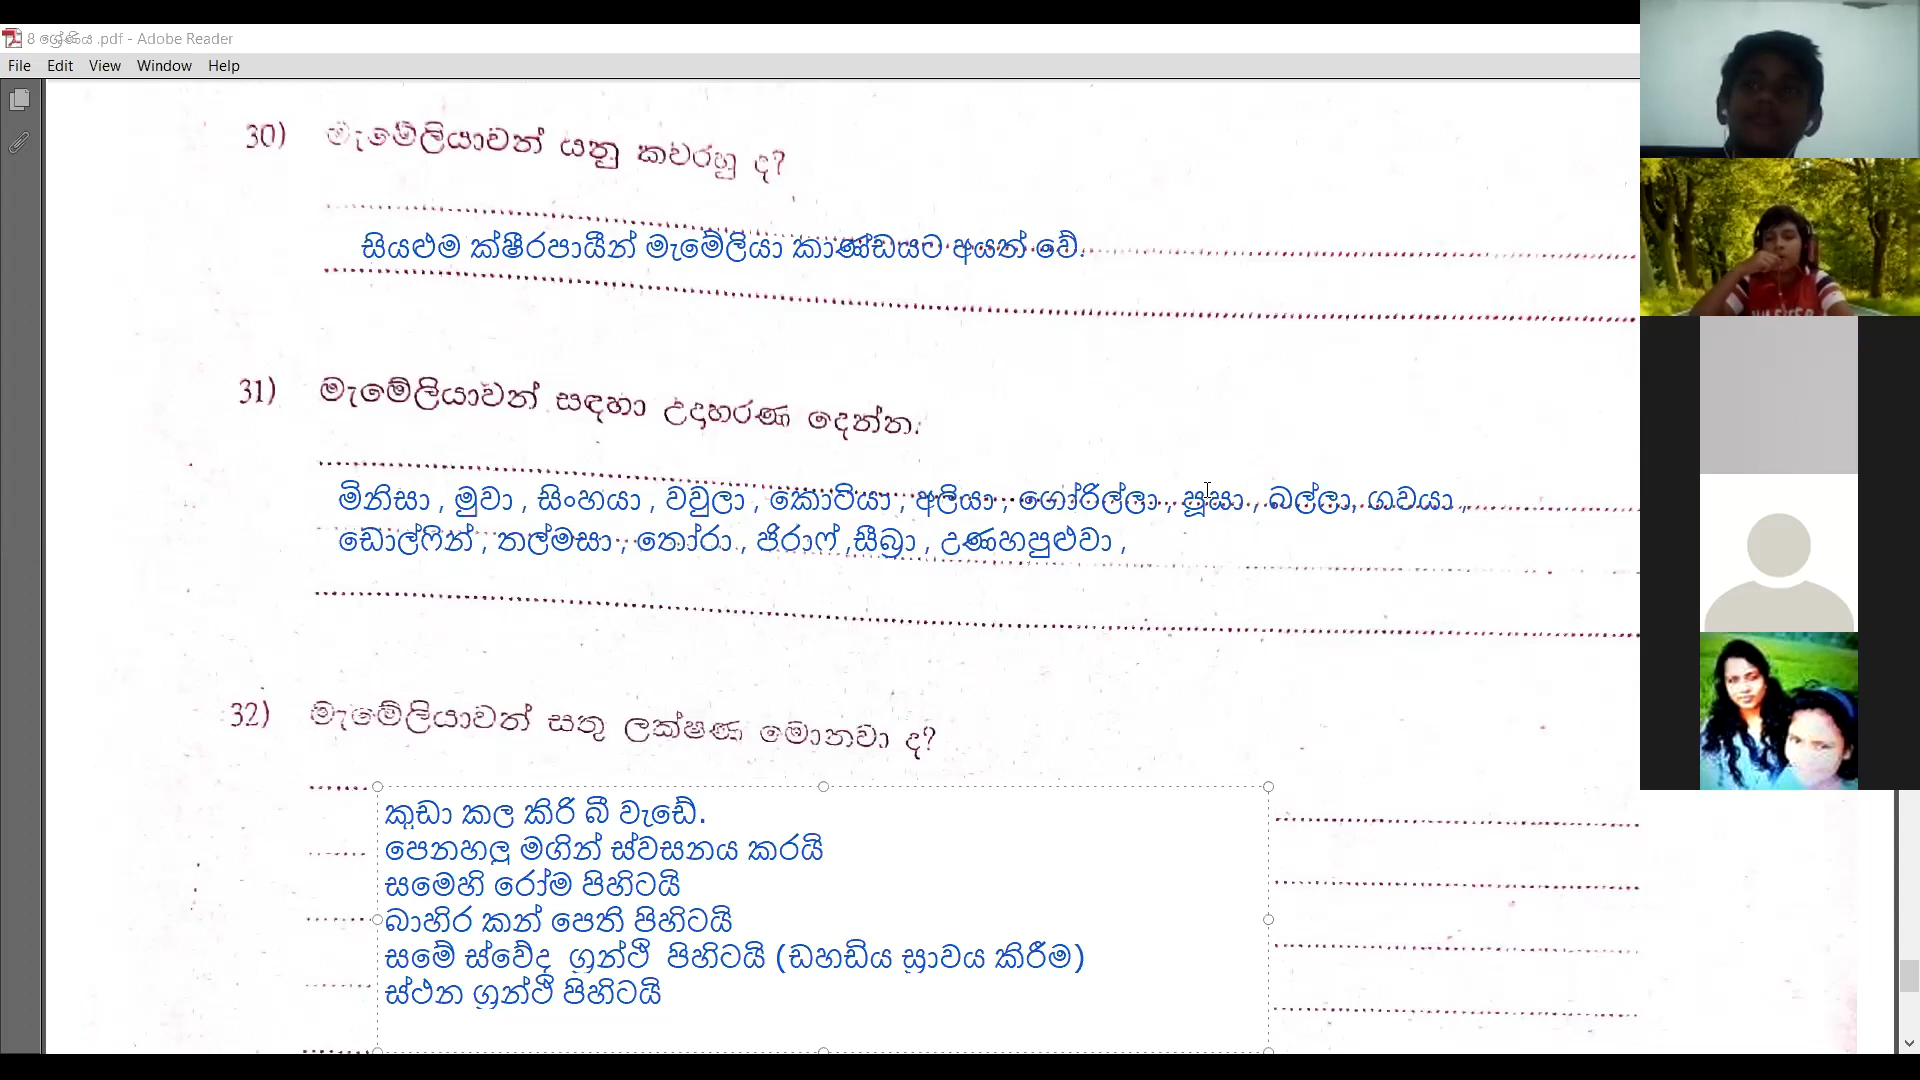 8 ශ්‍රේණිය .pdf - Adobe Reader
File Edit View Window Help
30) මැමේලියාවන් යනු කවරහු ද?
සියළුම ක්ෂීරපායීන් මැමේලියා කාණ්ඩයට අයත් වේ.
31) මැමේලියාවන් සඳහා උදාහරණ දෙන්න.
මිනිසා , මුවා , සිංහයා , වවුලා , කොටියා , අලියා , ගෝරිල්ලා , පූසා , බල්ලා, ගවයා ,
ඩොල්ෆින් , තල්මසා , තෝරා , ජිරාෆ් ,සීබ්‍රා , උණහපුළුවා ,
32) මැමේලියාවන් සතු ලක්ෂණ මොනවා ද?
කුඩා කල කිරි බී වැඩේ.
පෙනහලු මගින් ස්වසනය කරයි
සමෙහි රෝම පිහිටයි
බාහිර කන් පෙති පිහිටයි
සමේ ස්වේද ග්‍රන්ථි පිහිටයි (ඩහඩිය ස්‍රාවය කිරීම)
ස්ථන ග්‍රන්ථි පිහිටයි